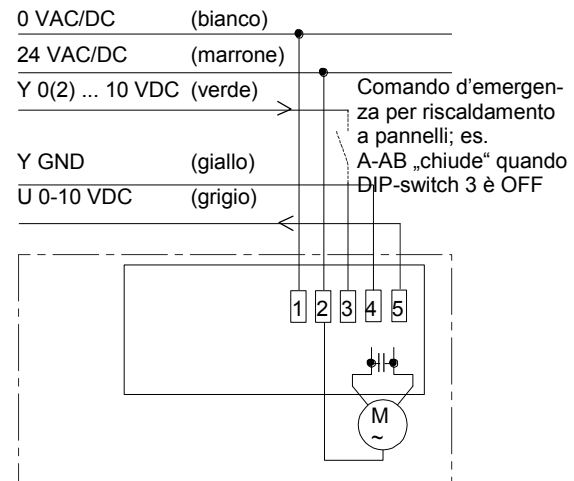 0 VAC/DC (bianco)
24 VAC/DC (marrone)
Y 0(2) ... 10 VDC (verde)
Comando d'emergen-
za per riscaldamento
a pannelli; es.
A-AB „chiude“ quando
DIP-switch 3 è OFF
Y GND (giallo)
U 0-10 VDC (grigio)
1 2 3 4 5
M
~